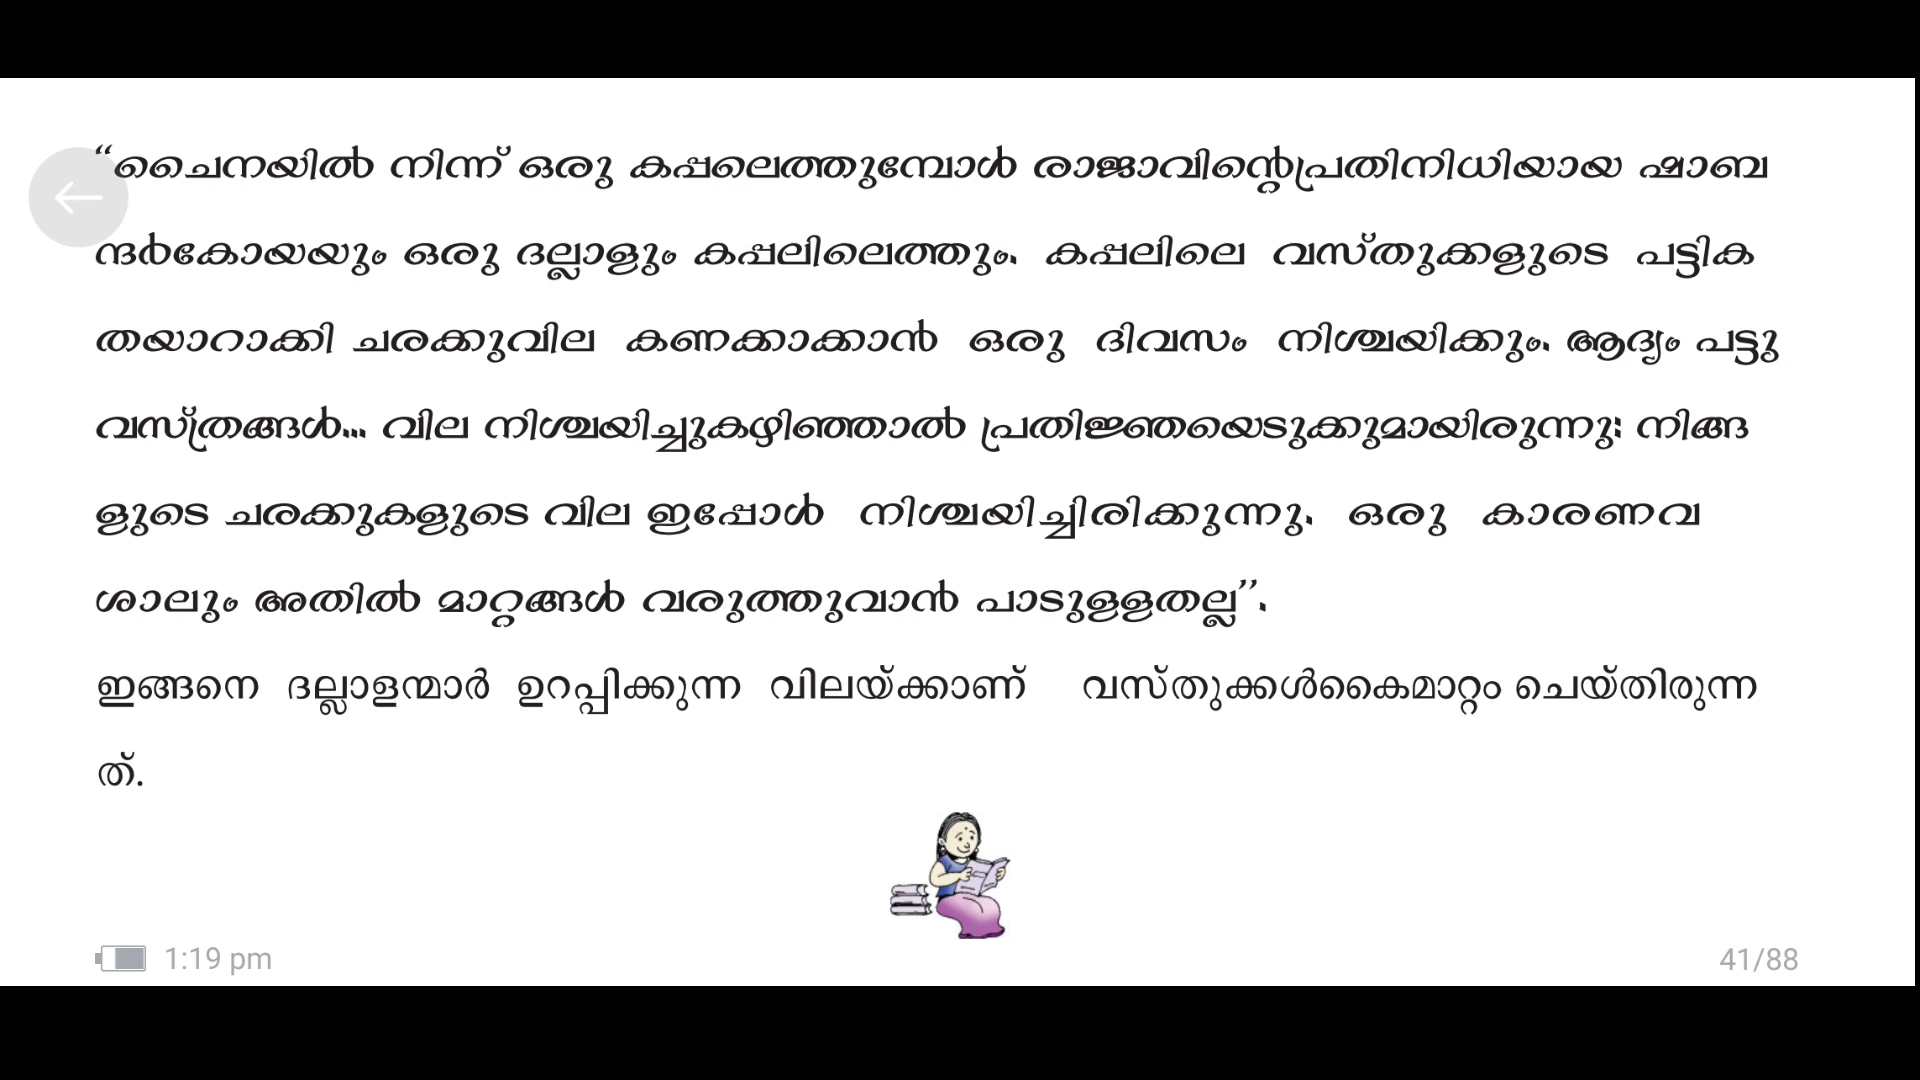 “ചൈനയിൽ നിന്ന് ഒരു കപ്പലെത്തുമ്പോൾ രാജാവിന്റെപ്രതിനിധിയായ ഷാബ
ന്ദർകോയയും ഒരു ദല്ലാളും കപ്പലിലെത്തും. കപ്പലിലെ വസ്തുക്കളുടെ പട്ടിക
തയാറാക്കി ചരക്കുവില കണക്കാക്കാൻ ഒരു ദിവസം നിശ്ചയിക്കും. ആദ്യം പട്ടു
വസ്ത്രങ്ങൾ... വില നിശ്ചയിച്ചുകഴിഞ്ഞാൽ പ്രതിജ്ഞയെടുക്കുമായിരുന്നു: നിങ്ങ
ളുടെ ചരക്കുകളുടെ വില ഇപ്പോൾ നിശ്ചയിച്ചിരിക്കുന്നു. ഒരു കാരണവ
ശാലും അതിൽ മാറ്റങ്ങൾ വരുത്തുവാൻ പാടുള്ളതല്ല”.
ഇങ്ങനെ ദല്ലാളന്മാർ ഉറപ്പിക്കുന്ന വിലയ്ക്കാണ് വസ്തുക്കൾകൈമാറ്റം ചെയ്തിരുന്ന
ത്.
1:19 pm
41/88